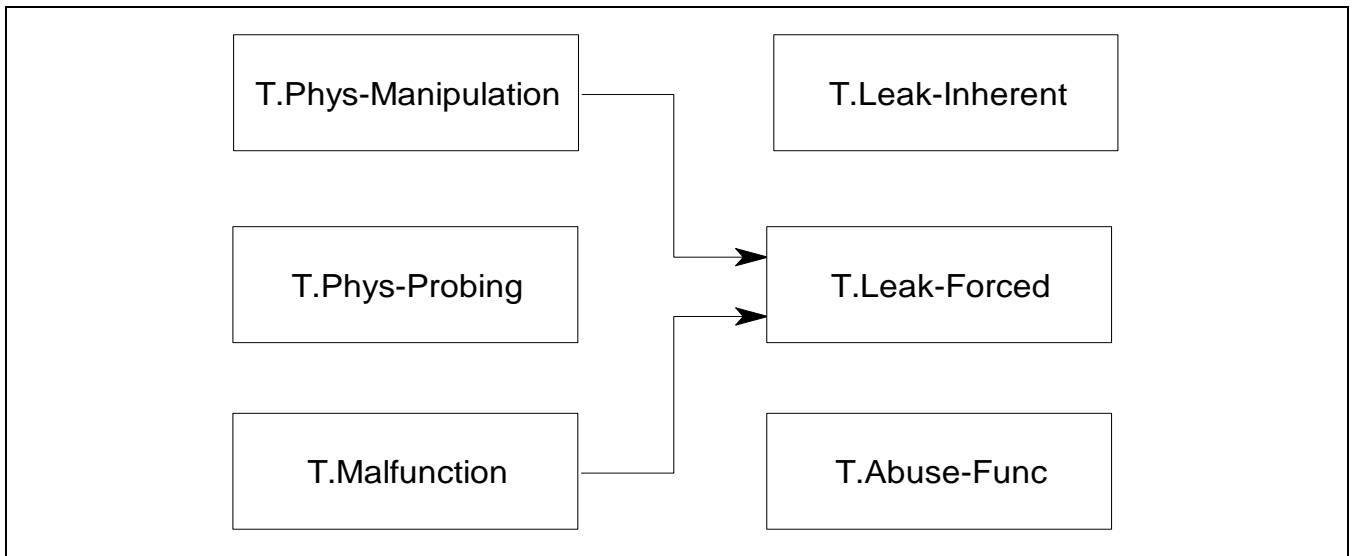 T.Phys-Manipulation
T.Leak-Inherent
T.Phys-Probing
T.Leak-Forced
T.Malfunction
T.Abuse-Func